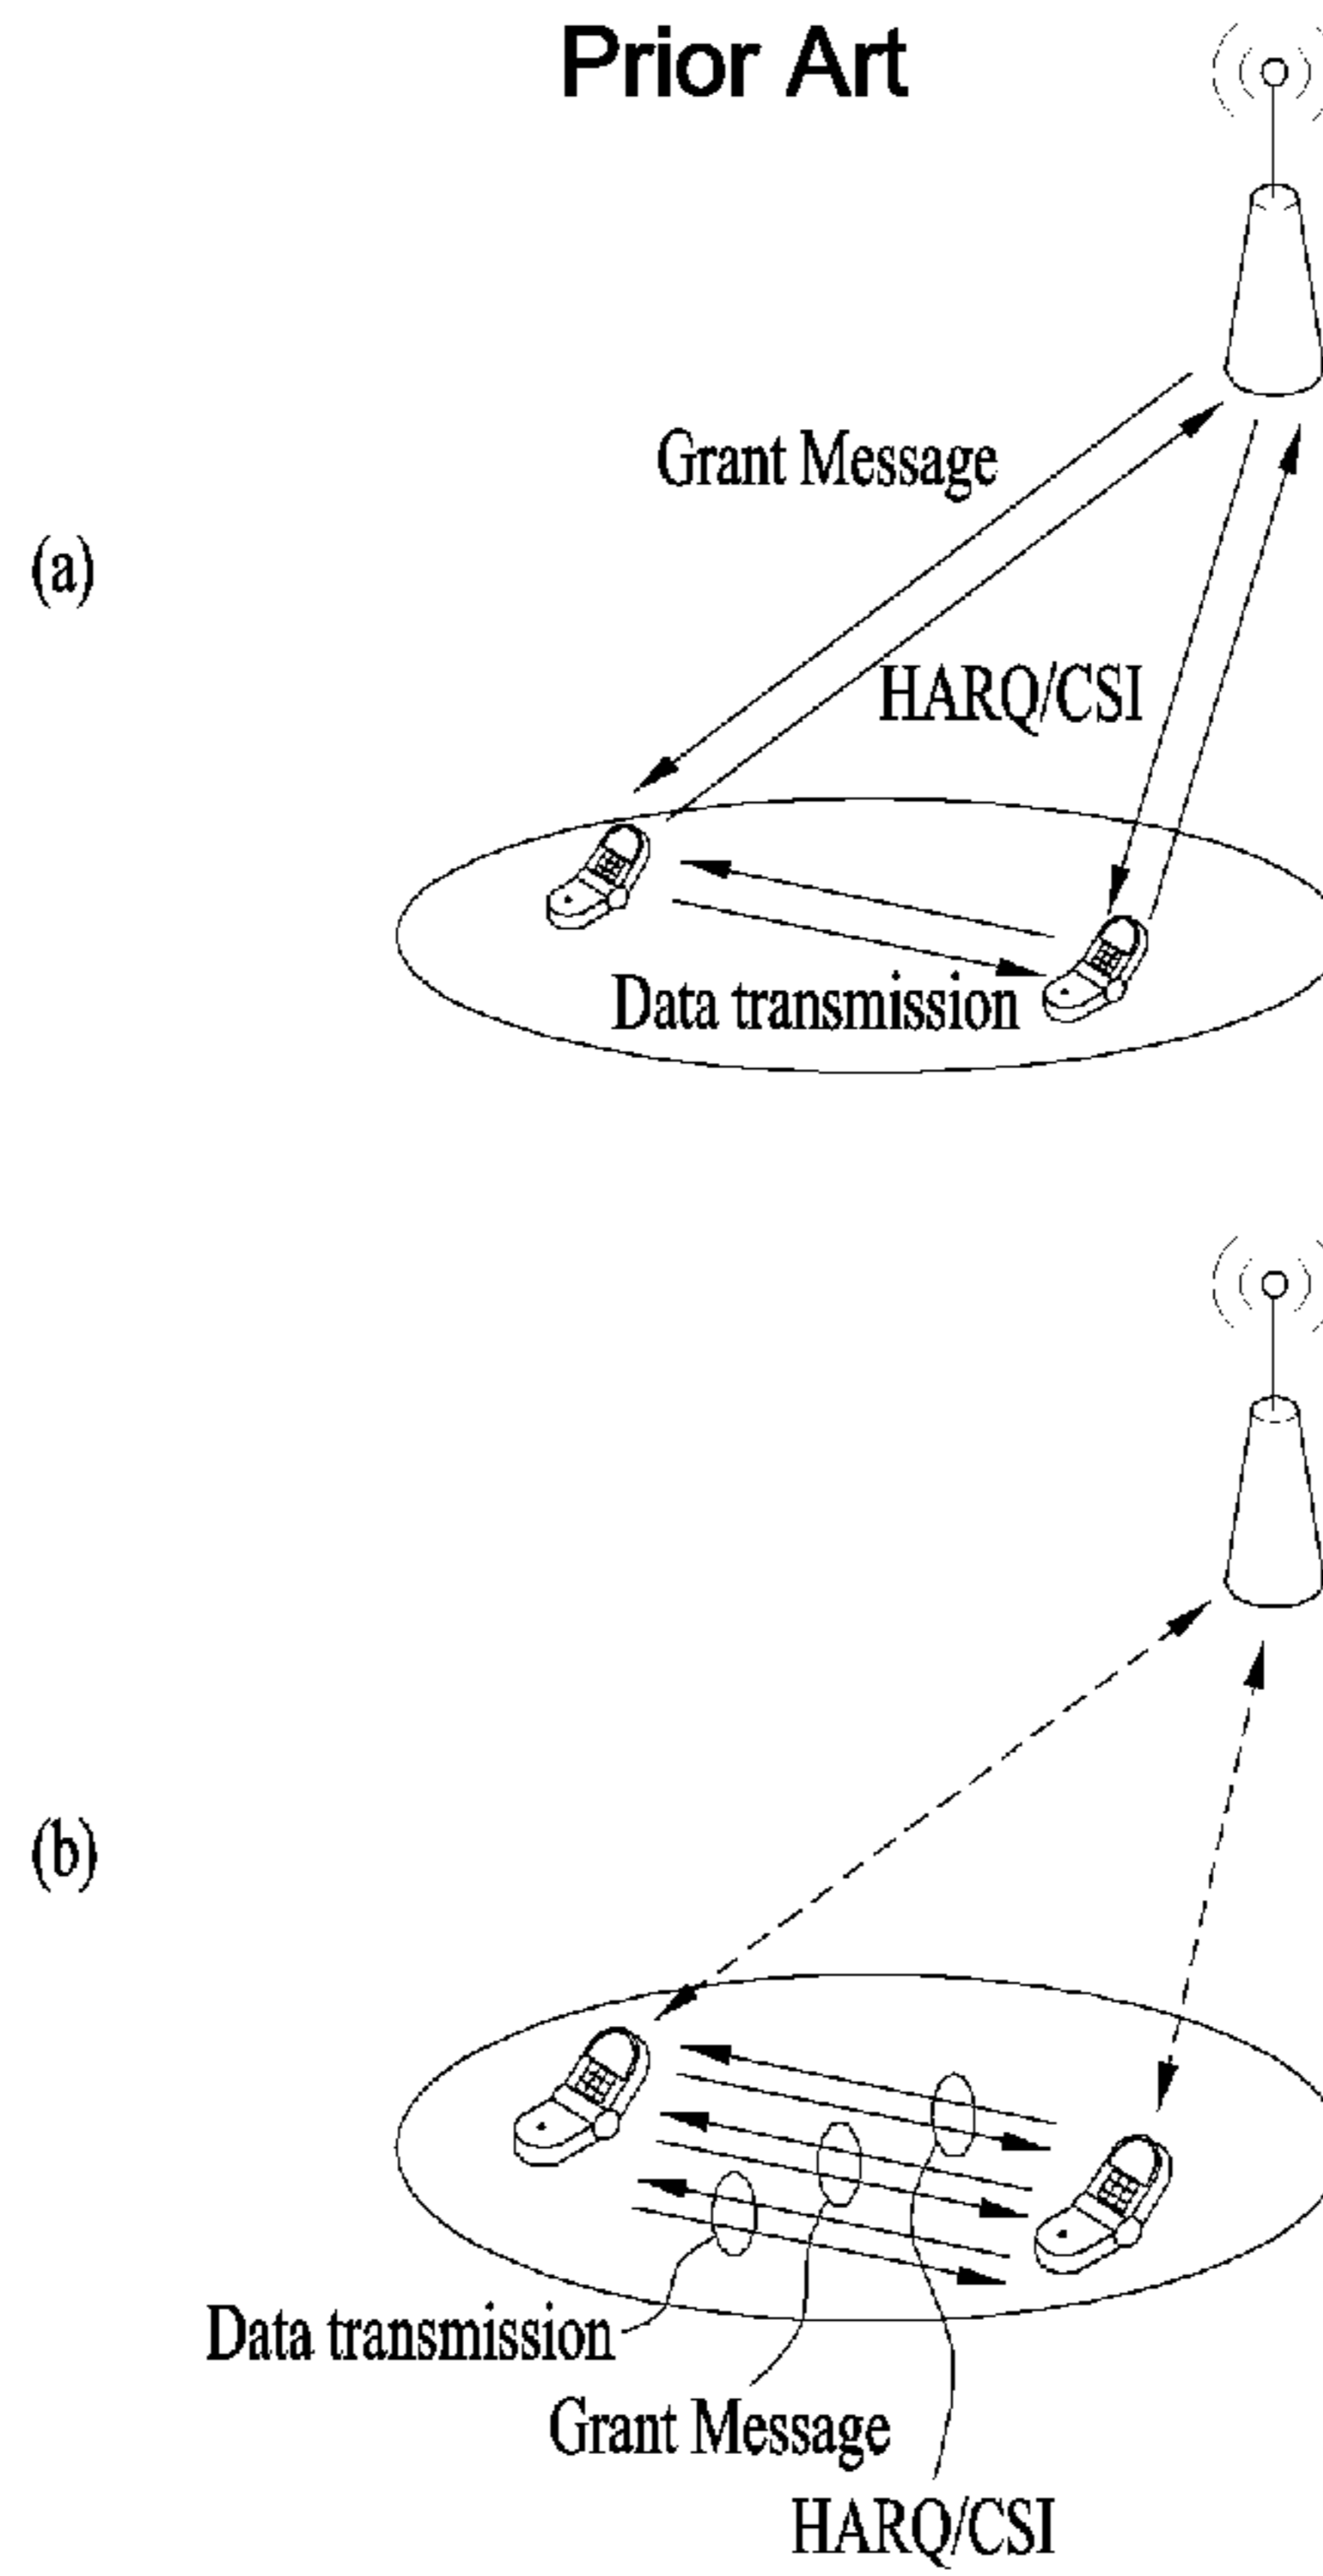 Prior Art
Grant Message
(a)
HARQ/CSI
Data transmission
(b)
Data transmission
Grant Message
HARQ/CSI